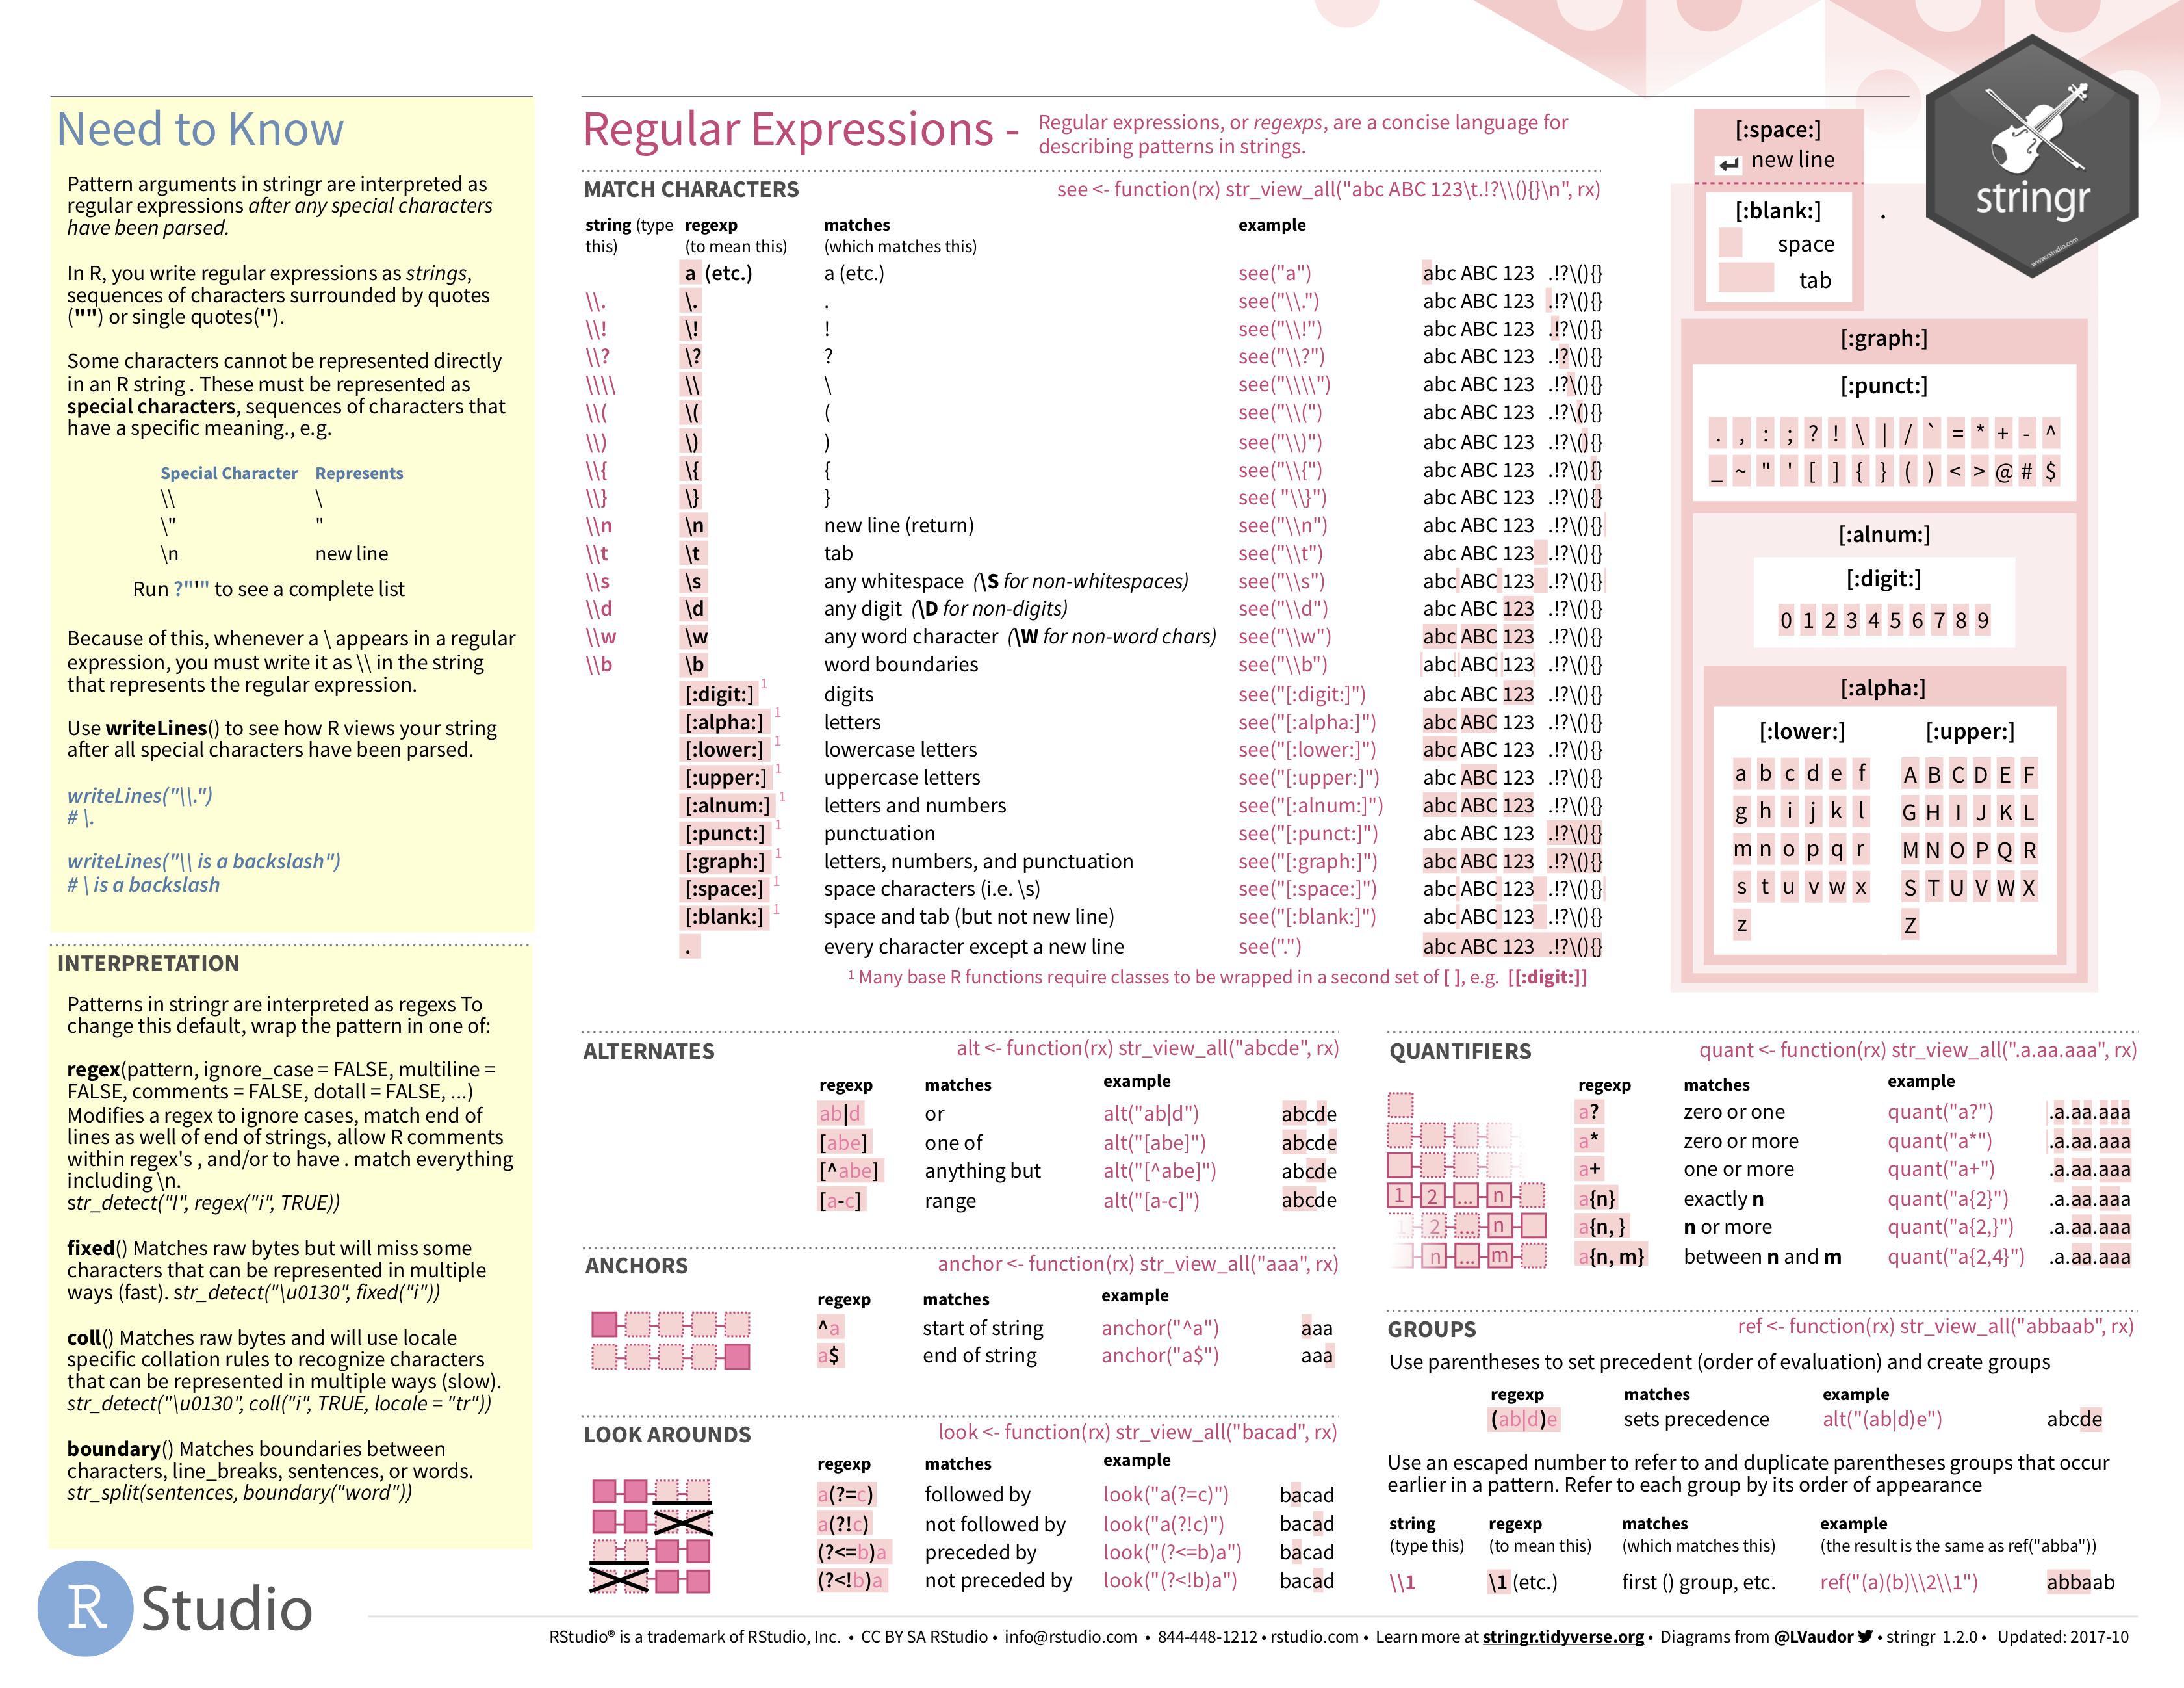 Need to Know
Pattern arguments in stringr are interpreted as
regular expressions after any special characters
have been parsed.
In R, you write regular expressions as strings,
sequences of characters surrounded by quotes
("") or single quotes('').
Some characters cannot be represented directly
in an R string . These must be represented as
special characters, sequences of characters that
have a specific meaning., e.g.
Special Character Represents
\\ \
\" "
\n new line
Run ?"'" to see a complete list
Because of this, whenever a \ appears in a regular
expression, you must write it as \\ in the string
that represents the regular expression.
Use writeLines() to see how R views your string
after all special characters have been parsed.
writeLines("\\.")
# \.
writeLines("\\ is a backslash")
# \ is a backslash
INTERPRETATION
Patterns in stringr are interpreted as regexs To
change this default, wrap the pattern in one of:
regex(pattern, ignore_case = FALSE, multiline =
FALSE, comments = FALSE, dotall = FALSE, ...)
Modifies a regex to ignore cases, match end of
lines as well of end of strings, allow R comments
within regex's , and/or to have . match everything
including \n.
str_detect("I", regex("i", TRUE))
fixed() Matches raw bytes but will miss some
characters that can be represented in multiple
ways (fast). str_detect("\u0130", fixed("i"))
coll() Matches raw bytes and will use locale
specific collation rules to recognize characters
that can be represented in multiple ways (slow).
str_detect("\u0130", coll("i", TRUE, locale = "tr"))
boundary() Matches boundaries between
characters, line_breaks, sentences, or words.
str_split(sentences, boundary("word"))
R Studio
Regular Expressions -
Regular expressions, or regexps, are a concise language for
describing patterns in strings.
MATCH CHARACTERS see <- function(rx) str_view_all("abc ABC 123\t.!?\\(){}\n", rx)
string (type regexp matches example
this) (to mean this) (which matches this)
a (etc.) a (etc.) see("a") abc ABC 123 .!?\(){}
\\. \. . see("\\.") abc ABC 123 .!?\(){}
\\! \! ! see("\\!") abc ABC 123 .!?\(){}
\\? \? ? see("\\?") abc ABC 123 .!?\(){}
\\\\ \\ \ see("\\\\") abc ABC 123 .!?\(){}
\\( \( ( see("\\(") abc ABC 123 .!?\(){}
\\) \) ) see("\\)") abc ABC 123 .!?\(){}
\\{ \{ { see("\\{") abc ABC 123 .!?\(){}
\\} \} } see( "\\}") abc ABC 123 .!?\(){}
\\n \n new line (return) see("\\n") abc ABC 123 .!?\(){}
\\t \t tab see("\\t") abc ABC 123 .!?\(){}
\\s \s any whitespace (\S for non-whitespaces) see("\\s") abc ABC 123 .!?\(){}
\\d \d any digit (\D for non-digits) see("\\d") abc ABC 123 .!?\(){}
\\w \w any word character (\W for non-word chars) see("\\w") abc ABC 123 .!?\(){}
\\b \b word boundaries see("\\b") abc ABC 123 .!?\(){}
[:digit:] 1 digits see("[:digit:]") abc ABC 123 .!?\(){}
[:alpha:] 1 letters see("[:alpha:]") abc ABC 123 .!?\(){}
[:lower:] 1 lowercase letters see("[:lower:]") abc ABC 123 .!?\(){}
[:upper:] 1 uppercase letters see("[:upper:]") abc ABC 123 .!?\(){}
[:alnum:] 1 letters and numbers see("[:alnum:]") abc ABC 123 .!?\(){}
[:punct:] 1 punctuation see("[:punct:]") abc ABC 123 .!?\(){}
[:graph:] 1 letters, numbers, and punctuation see("[:graph:]") abc ABC 123 .!?\(){}
[:space:] 1 space characters (i.e. \s) see("[:space:]") abc ABC 123 .!?\(){}
[:blank:] 1 space and tab (but not new line) see("[:blank:]") abc ABC 123 .!?\(){}
. every character except a new line see(".") abc ABC 123 .!?\(){}
1 Many base R functions require classes to be wrapped in a second set of [ ], e.g. [[:digit:]]
[:space:]
new line
[:blank:] .
space
tab
stringr
www.rstudio.com
[:graph:]
[:punct:]
. , : ; ? ! \ | / ` = * + - ^
_ ~ " ' [ ] { } ( ) < > @ # $
[:alnum:]
[:digit:]
0 1 2 3 4 5 6 7 8 9
[:alpha:]
[:lower:] [:upper:]
a b c d e f A B C D E F
g h i j k l G H I J K L
m n o p q r M N O P Q R
s t u v w x S T U V W X
z Z
ALTERNATES alt <- function(rx) str_view_all("abcde", rx)
regexp matches example
ab|d or alt("ab|d") abcde
[abe] one of alt("[abe]") abcde
[^abe] anything but alt("[^abe]") abcde
[a-c] range alt("[a-c]") abcde
ANCHORS anchor <- function(rx) str_view_all("aaa", rx)
regexp matches example
^a start of string anchor("^a") aaa
a$ end of string anchor("a$") aaa
LOOK AROUNDS look <- function(rx) str_view_all("bacad", rx)
regexp matches example
a(?=c) followed by look("a(?=c)") bacad
a(?!c) not followed by look("a(?!c)") bacad
(?<=b)a preceded by look("(?<=b)a") bacad
(?<!b)a not preceded by look("(?<!b)a") bacad
QUANTIFIERS quant <- function(rx) str_view_all(".a.aa.aaa", rx)
regexp matches example
a? zero or one quant("a?") .a.aa.aaa
a* zero or more quant("a*") .a.aa.aaa
a+ one or more quant("a+") .a.aa.aaa
1 2 ... n a{n} exactly n quant("a{2}") .a.aa.aaa
1 2 ... n a{n, } n or more quant("a{2,}") .a.aa.aaa
n ... m a{n, m} between n and m quant("a{2,4}") .a.aa.aaa
GROUPS ref <- function(rx) str_view_all("abbaab", rx)
Use parentheses to set precedent (order of evaluation) and create groups
regexp matches example
(ab|d)e sets precedence alt("(ab|d)e") abcde
Use an escaped number to refer to and duplicate parentheses groups that occur
earlier in a pattern. Refer to each group by its order of appearance
string regexp matches example
(type this) (to mean this) (which matches this) (the result is the same as ref("abba"))
\\1 \1 (etc.) first () group, etc. ref("(a)(b)\\2\\1") abbaab
RStudio® is a trademark of RStudio, Inc. • CC BY SA RStudio • info@rstudio.com • 844-448-1212 • rstudio.com • Learn more at stringr.tidyverse.org • Diagrams from @LVaudor • stringr 1.2.0 • Updated: 2017-10